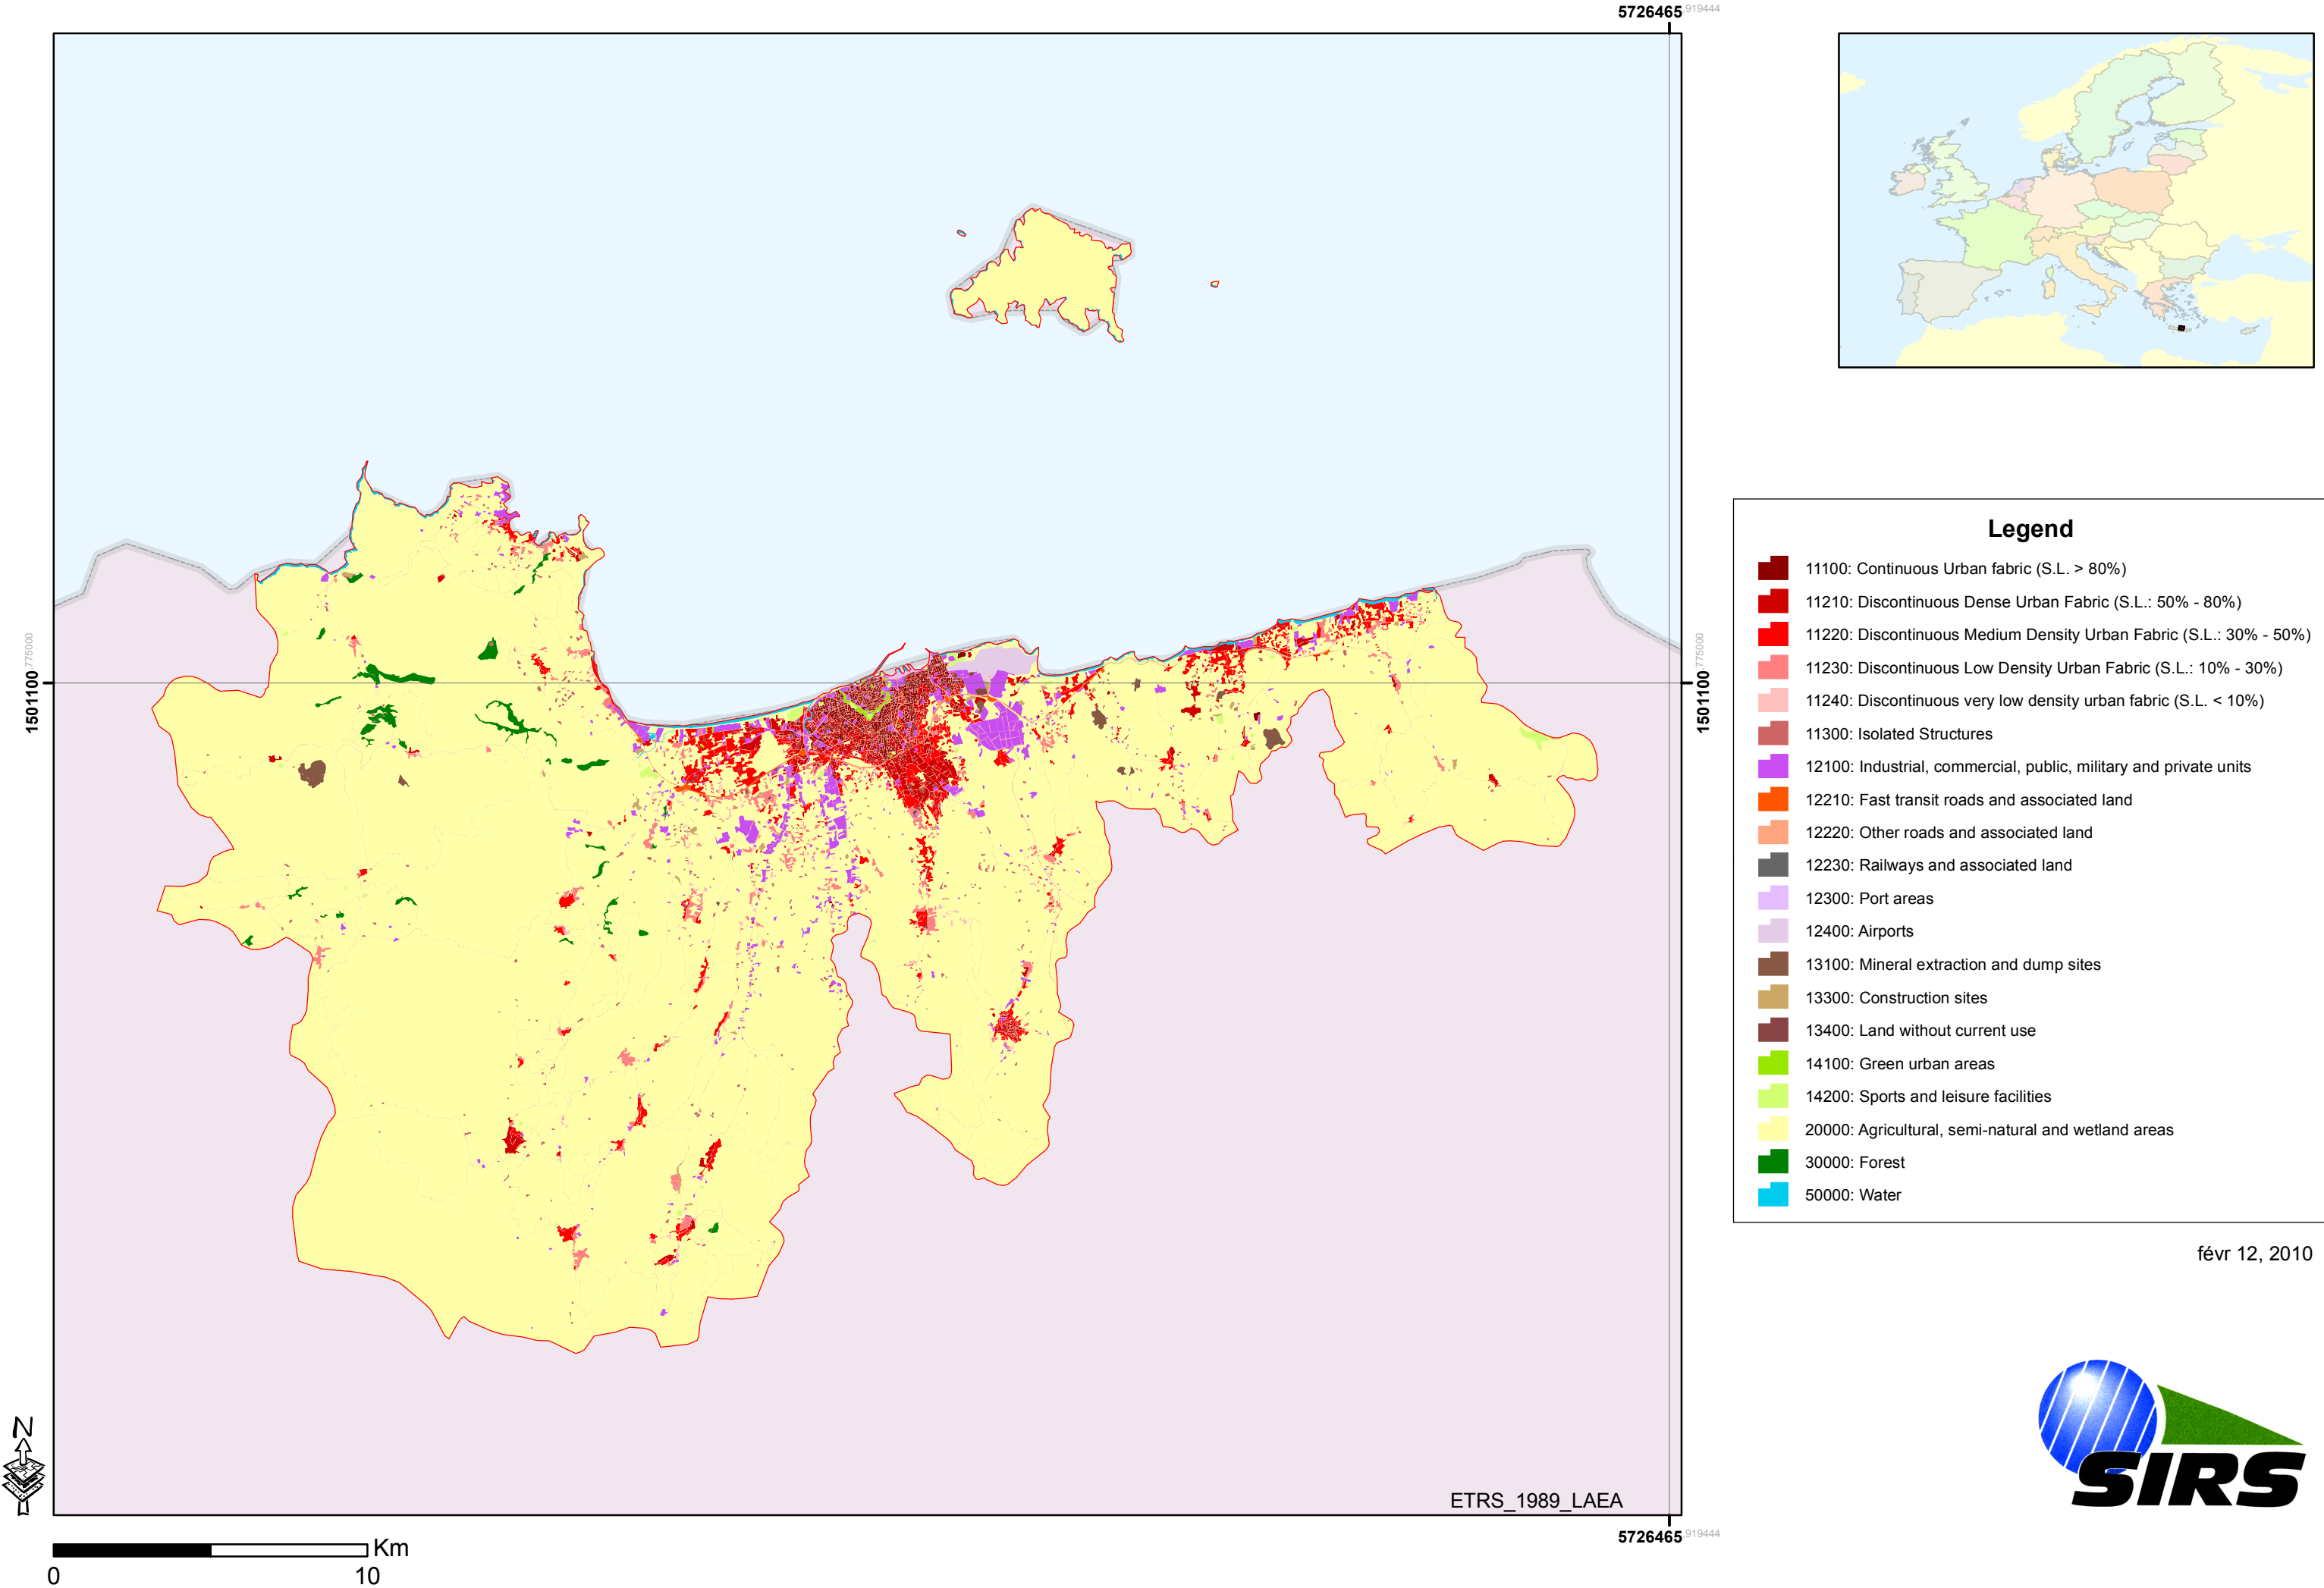 5726465,919444
1501100,775000
1501100,775000
Legend
11100: Continuous Urban fabric (S.L. > 80%)
11210: Discontinuous Dense Urban Fabric (S.L.: 50% - 80%)
11220: Discontinuous Medium Density Urban Fabric (S.L.: 30% - 50%)
11230: Discontinuous Low Density Urban Fabric (S.L.: 10% - 30%)
11240: Discontinuous very low density urban fabric (S.L. < 10%)
11300: Isolated Structures
12100: Industrial, commercial, public, military and private units
12210: Fast transit roads and associated land
12220: Other roads and associated land
12230: Railways and associated land
12300: Port areas
12400: Airports
13100: Mineral extraction and dump sites
13300: Construction sites
13400: Land without current use
14100: Green urban areas
14200: Sports and leisure facilities
20000: Agricultural, semi-natural and wetland areas
30000: Forest
50000: Water
févr 12, 2010
SIRS
N
ETRS_1989_LAEA
5726465,919444
Km
0 10